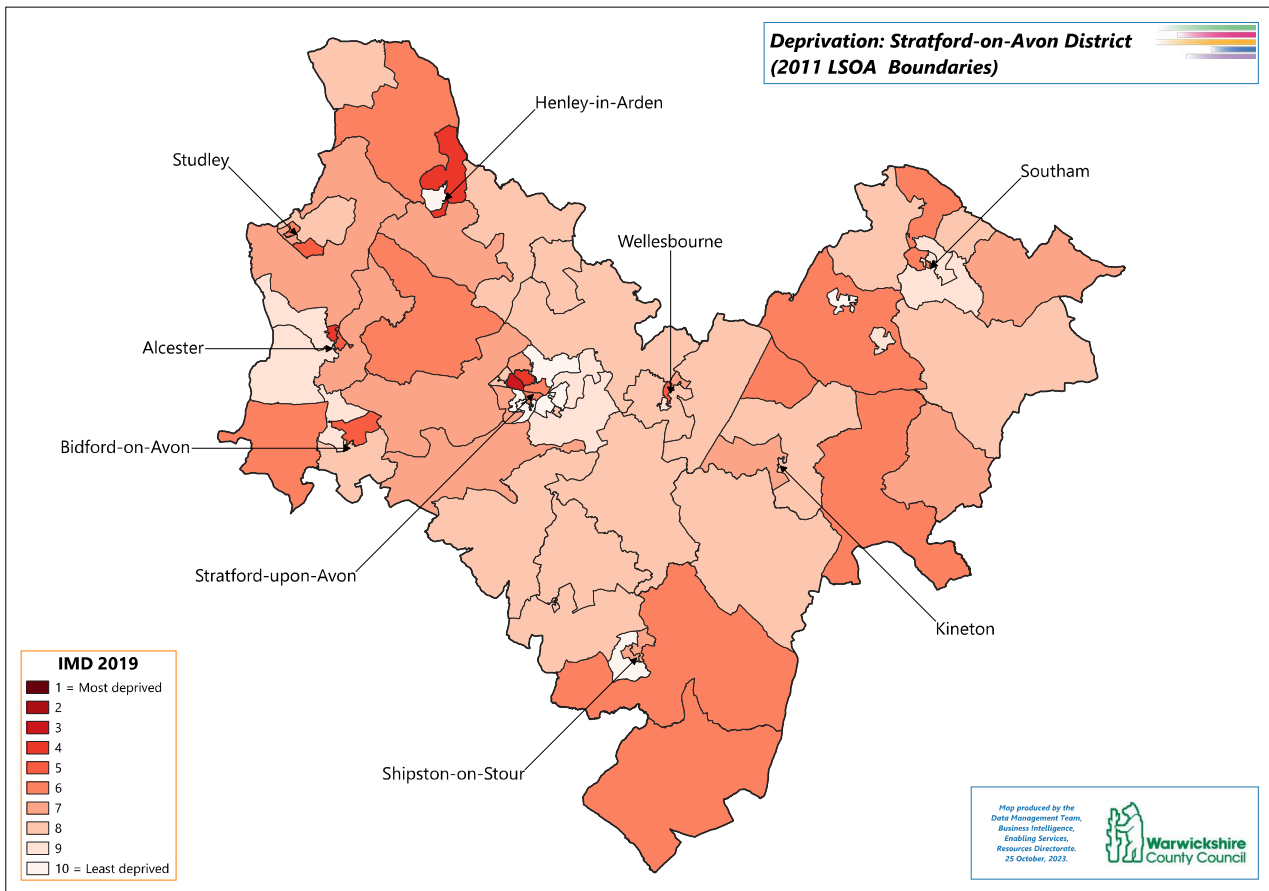 Deprivation: Stratford-on-Avon District
(2011 LSOA Boundaries)
Henley-in-Arden
Studley
Southam
Wellesbourne
Alcester
Bidford-on-Avon
Stratford-upon-Avon
Kineton
Shipston-on-Stour
IMD 2019
1 = Most deprived
2
3
4
5
6
7
8
9
10 = Least deprived
Map produced by the
Data Management Team,
Business Intelligence,
Enabling Services,
Resources Directorate.
25 October, 2023.
Warwickshire
County Council